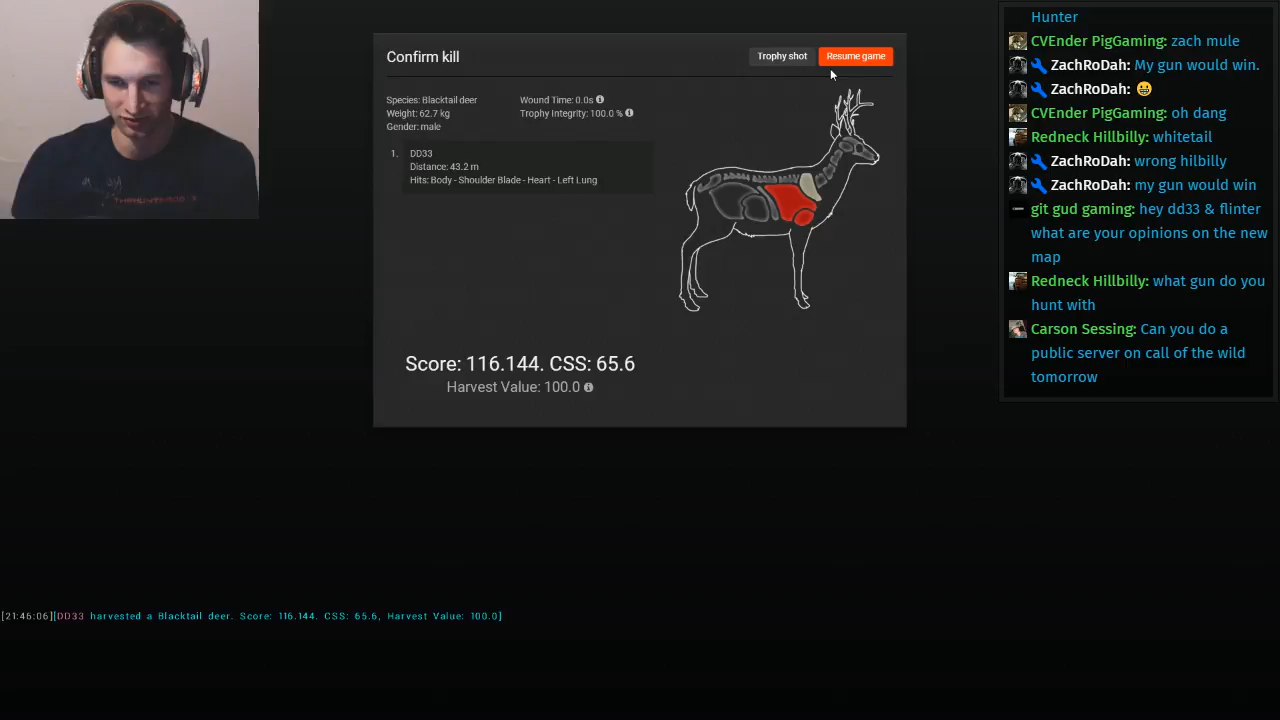 Confirm kill
Trophy shot
Resume game
Species: Blacktail deer
Weight: 62.7 kg
Gender: male
Wound Time: 0.0s
Trophy Integrity: 100.0 %
1. DD33
Distance: 43.2 m
Hits: Body - Shoulder Blade - Heart - Left Lung
Score: 116.144. CSS: 65.6
Harvest Value: 100.0
[21:46:06][DD33 harvested a Blacktail deer. Score: 116.144. CSS: 65.6, Harvest Value: 100.0]
Hunter
CVEnder PigGaming: zach mule
ZachRoDah: My gun would win.
ZachRoDah: 😁
CVEnder PigGaming: oh dang
Redneck Hillbilly: whitetail
ZachRoDah: wrong hilbilly
ZachRoDah: my gun would win
git gud gaming: hey dd33 & flinter
what are your opinions on the new
map
Redneck Hillbilly: what gun do you
hunt with
Carson Sessing: Can you do a
public server on call of the wild
tomorrow